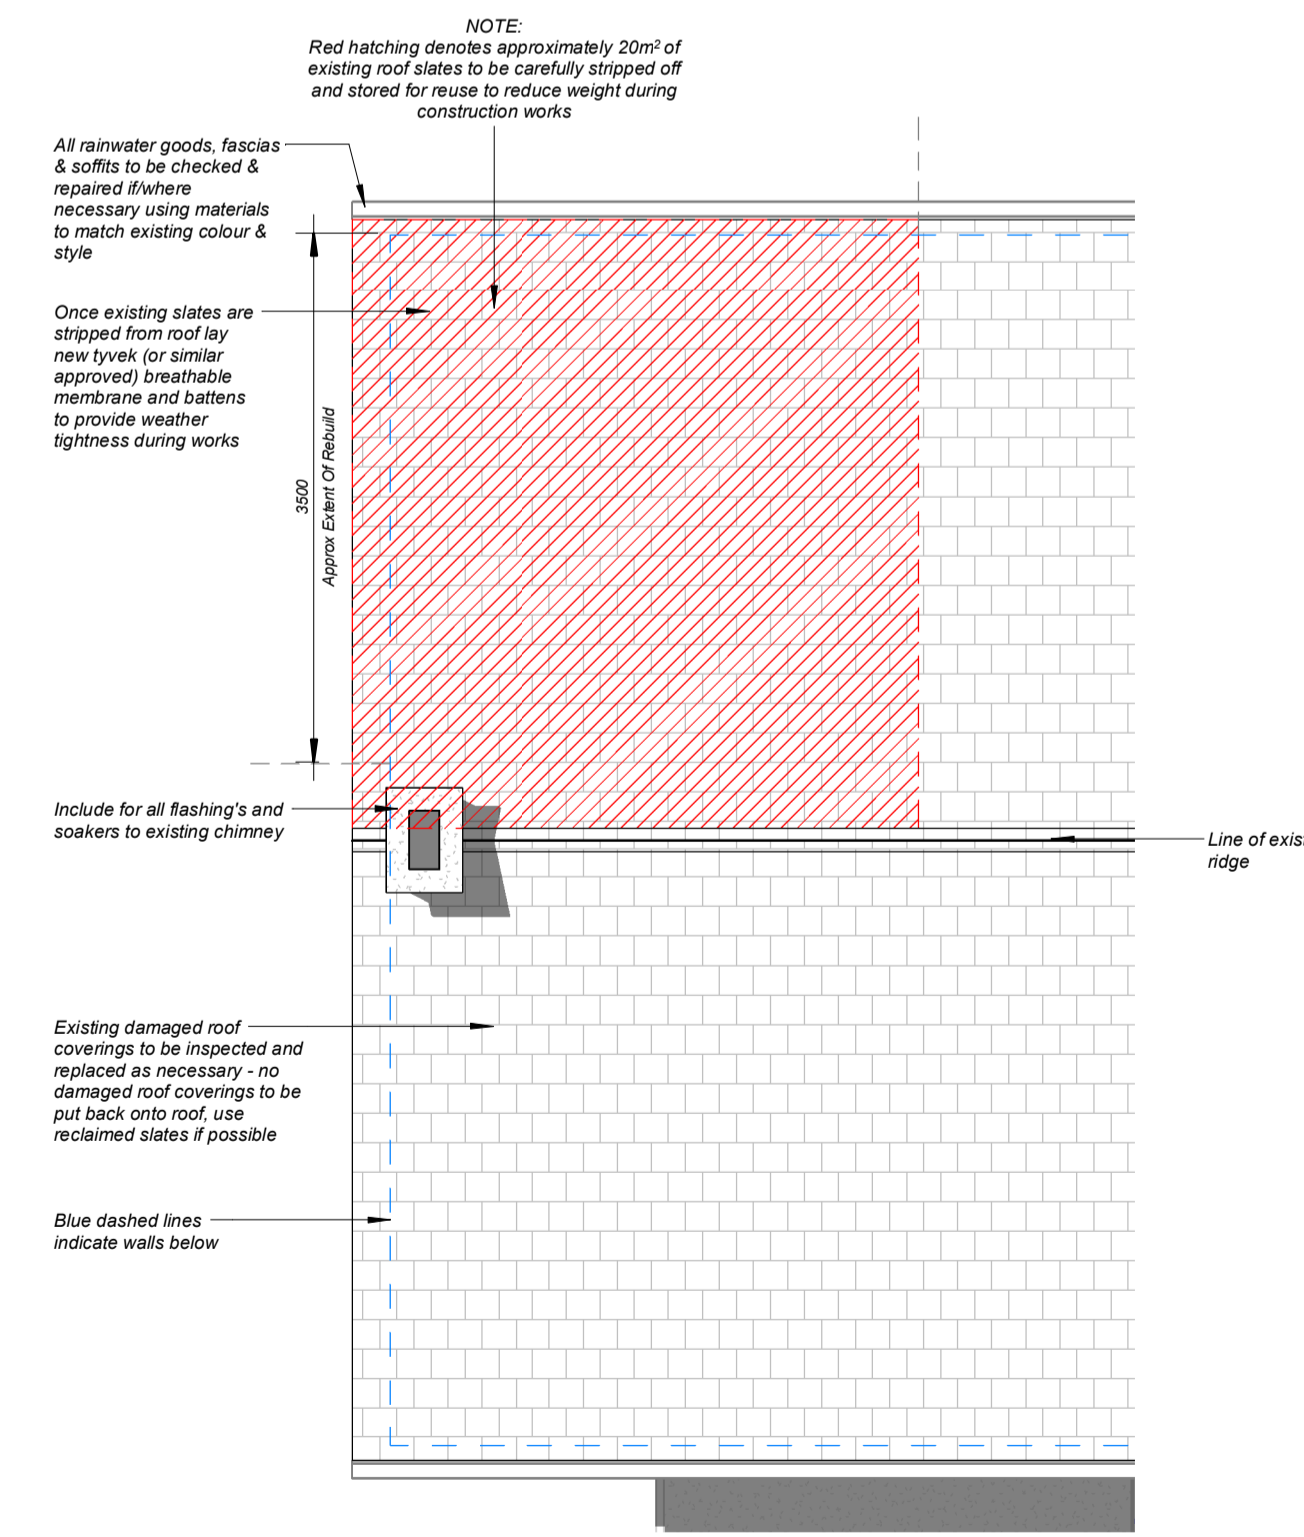 NOTE:
Red hatching denotes approximately 20m² of
existing roof slates to be carefully stripped off
and stored for reuse to reduce weight during
construction works
All rainwater goods, fascias
& soffits to be checked &
repaired if/where
necessary using materials
to match existing colour &
style
Once existing slates are
stripped from roof lay
new tyvek (or similar
approved) breathable
membrane and battens
to provide weather
tightness during works
3500
Approx Extent Of Rebuild
Include for all flashing's and
soakers to existing chimney
Line of exist
ridge
Existing damaged roof
coverings to be inspected and
replaced as necessary - no
damaged roof coverings to be
put back onto roof, use
reclaimed slates if possible
Blue dashed lines
indicate walls below